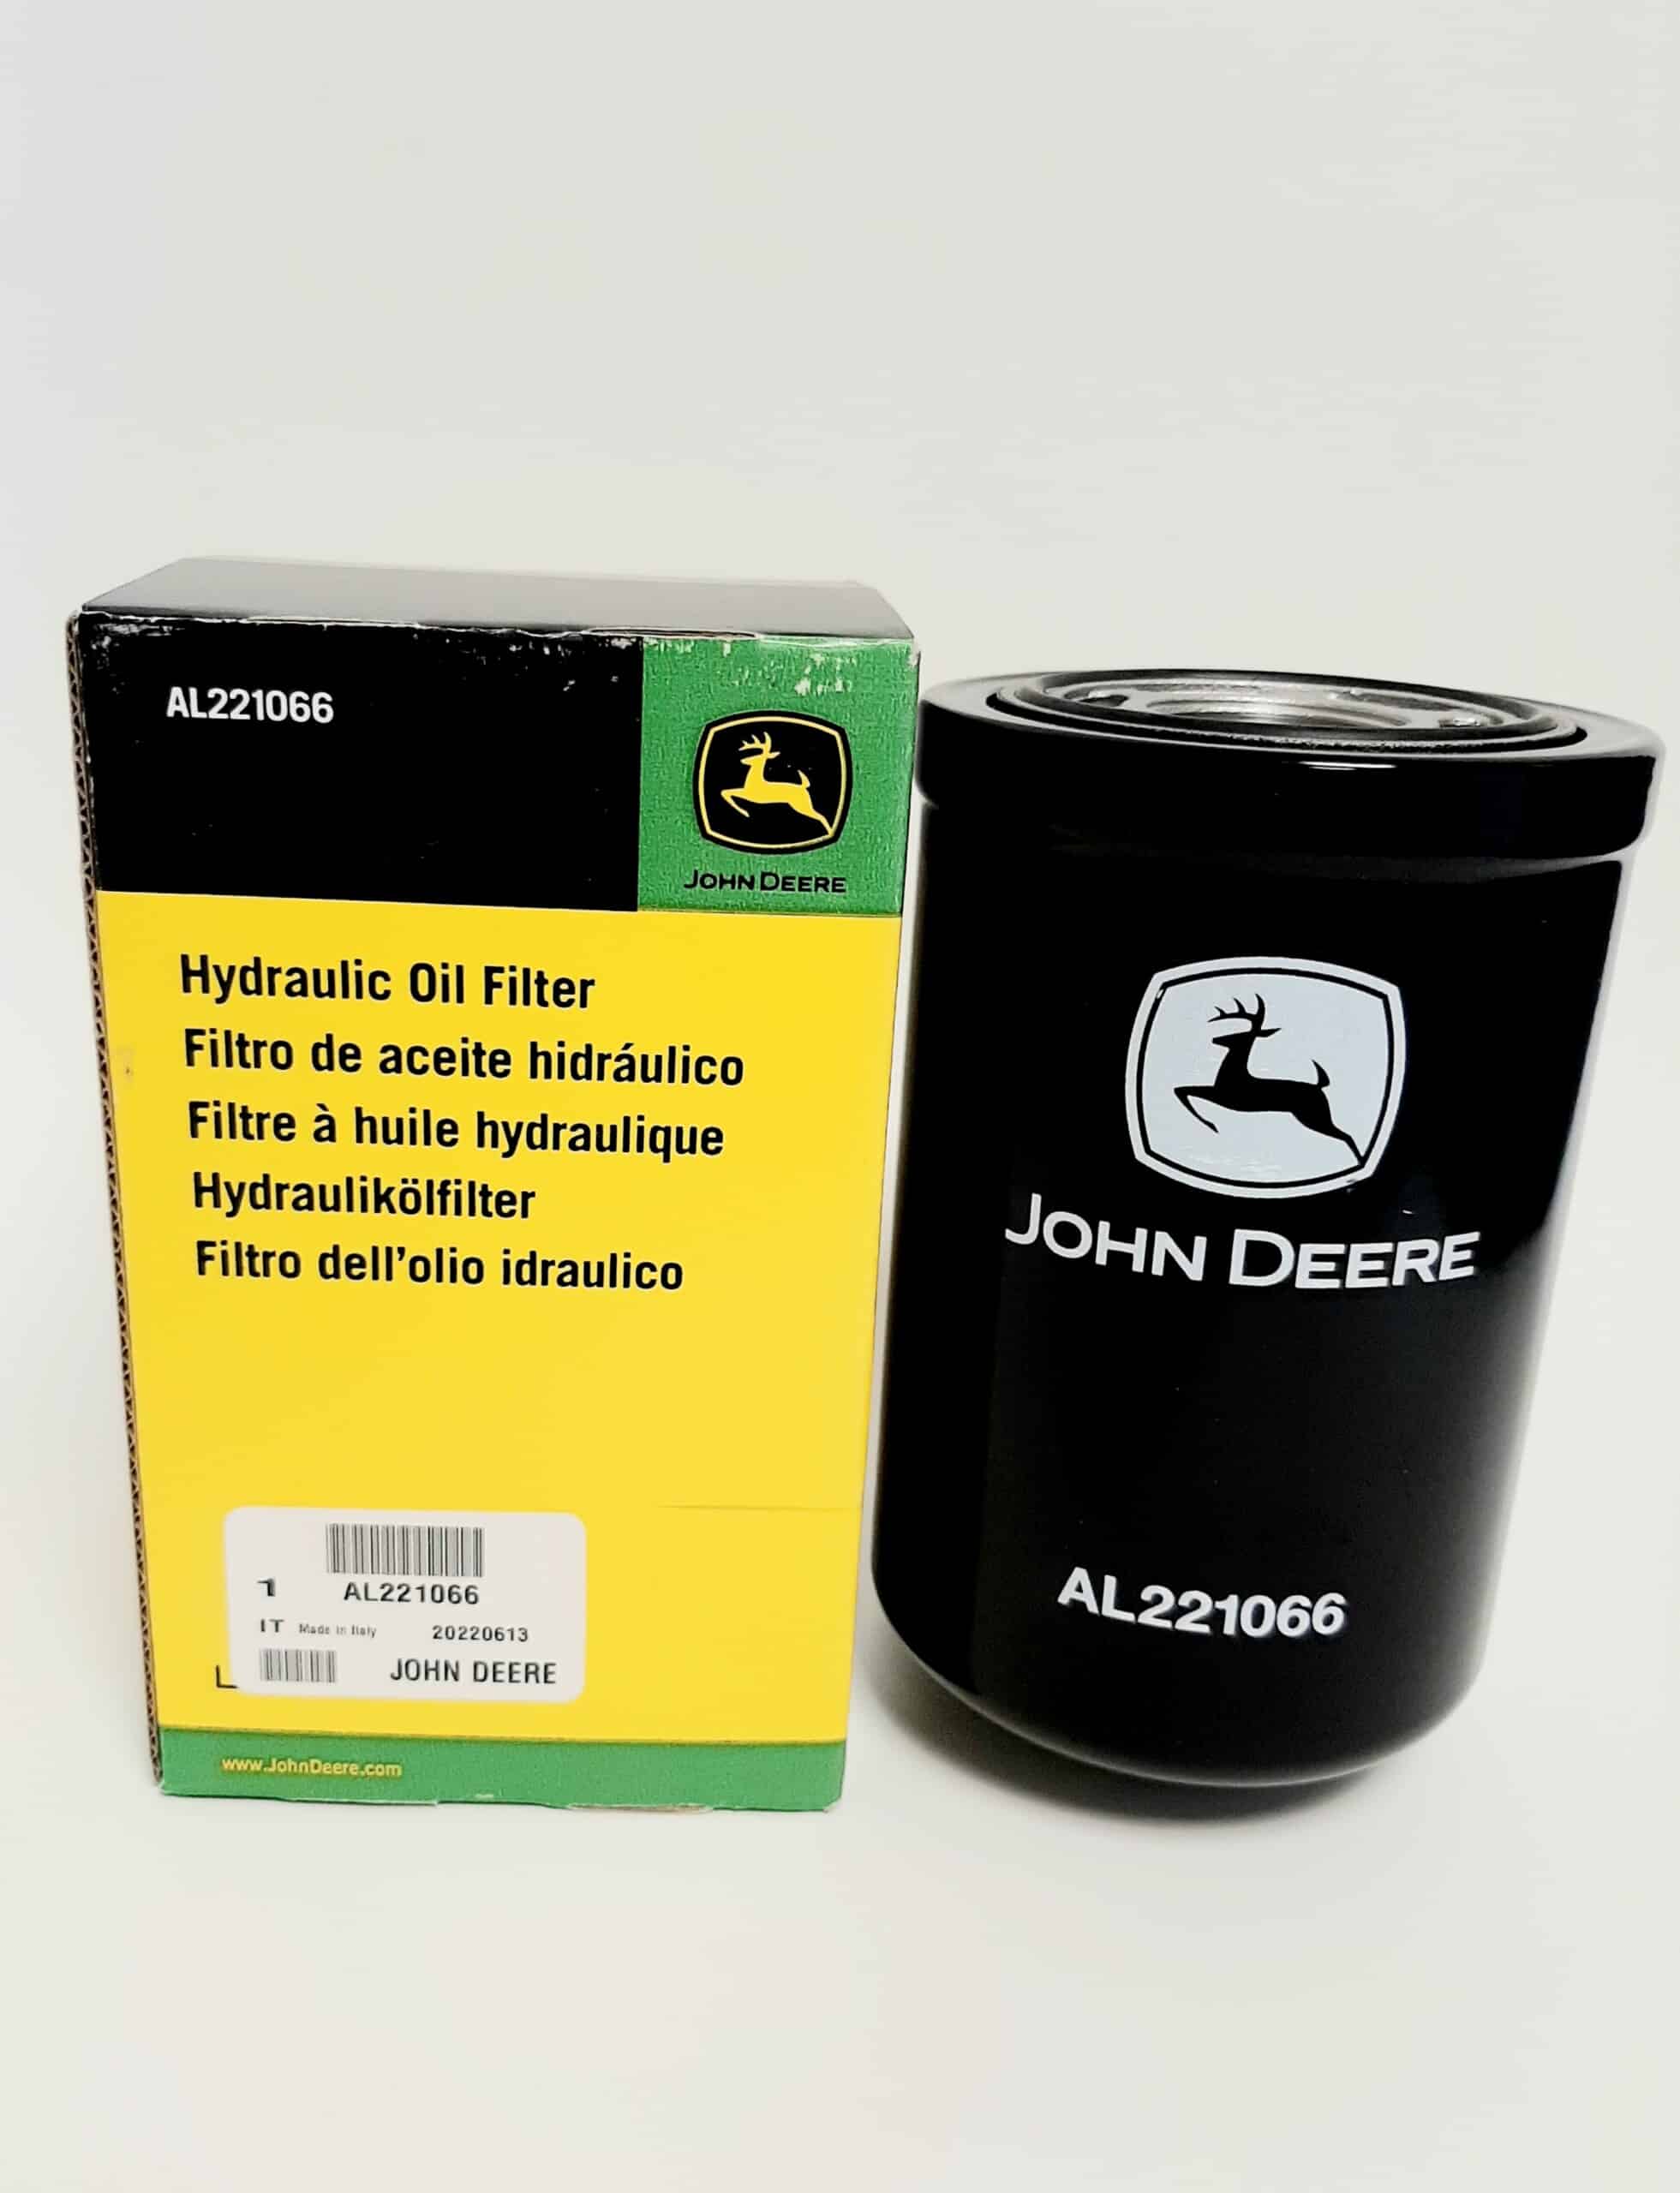 AL221066
JOHN DEERE
Hydraulic Oil Filter
Filtro de aceite hidráulico
Filtre à huile hydraulique
Hydraulikölfilter
Filtro dell'olio idraulico
1 AL221066
IT Made in Italy 20220613
JOHN DEERE
L
www.JohnDeere.com
JOHN DEERE
AL221066